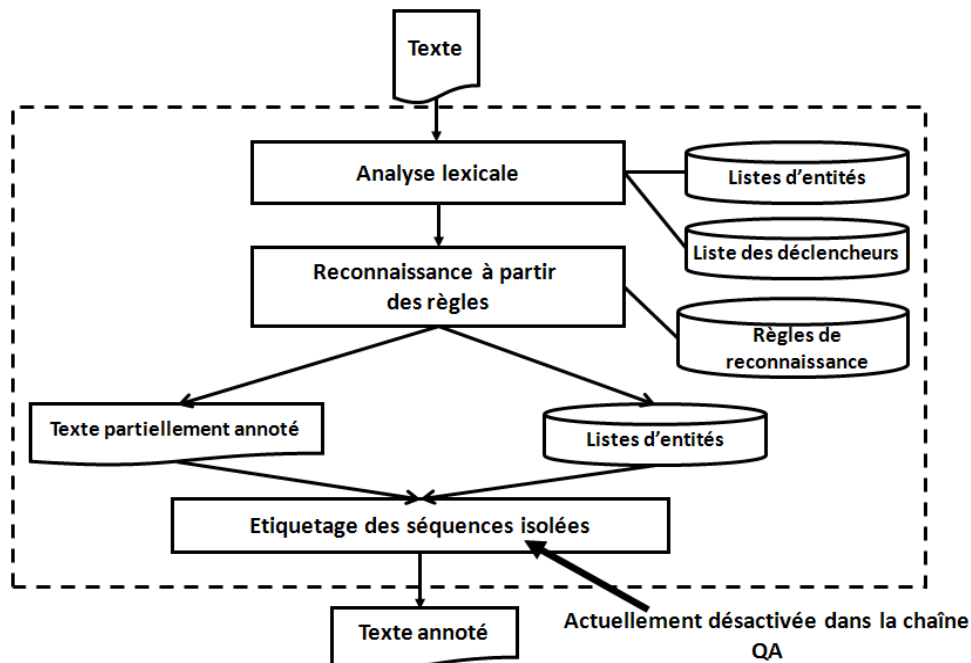 Texte
Analyse lexicale
Listes d'entités
Liste des déclencheurs
Reconnaissance à partir
des règles
Règles de
reconnaissance
Texte partiellement annoté
Listes d'entités
Etiquetage des séquences isolées
Texte annoté
Actuellement désactivée dans la chaîne
QA